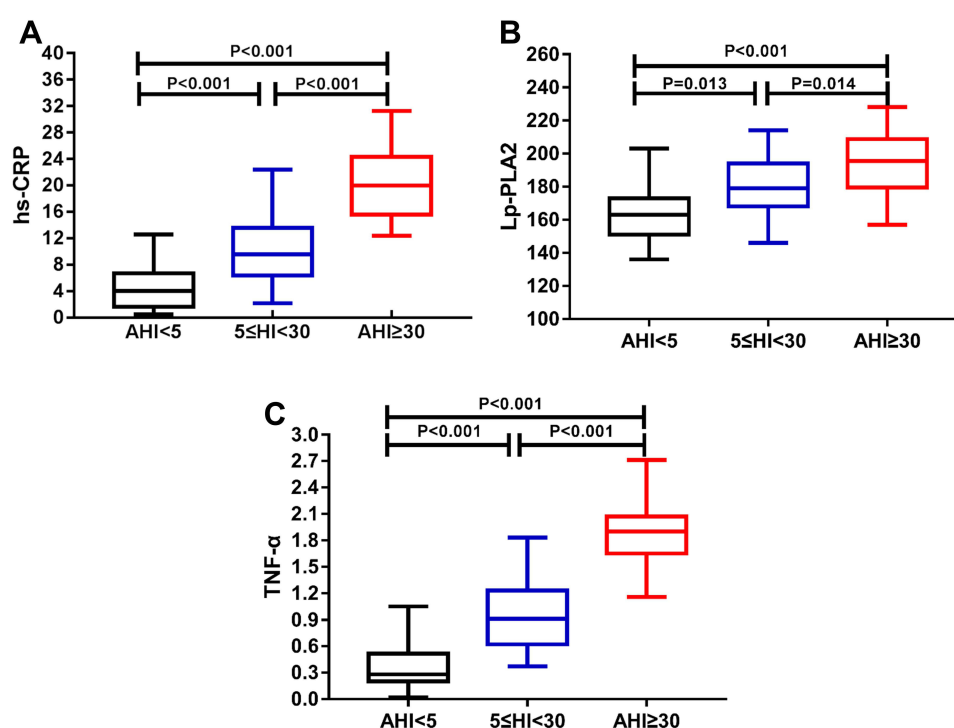 A
P<0.001
P<0.001 P<0.001
hs-CRP
40
36
32
28
24
20
16
12
8
4
0
AHI<5 5≤HI<30 AHI≥30
B
P<0.001
P=0.013 P=0.014
Lp-PLA2
260
240
220
200
180
160
140
120
100
AHI<5 5≤HI<30 AHI≥30
C
P<0.001
P<0.001 P<0.001
TNF-α
3.0
2.7
2.4
2.1
1.8
1.5
1.2
0.9
0.6
0.3
0.0
AHI<5 5≤HI<30 AHI≥30